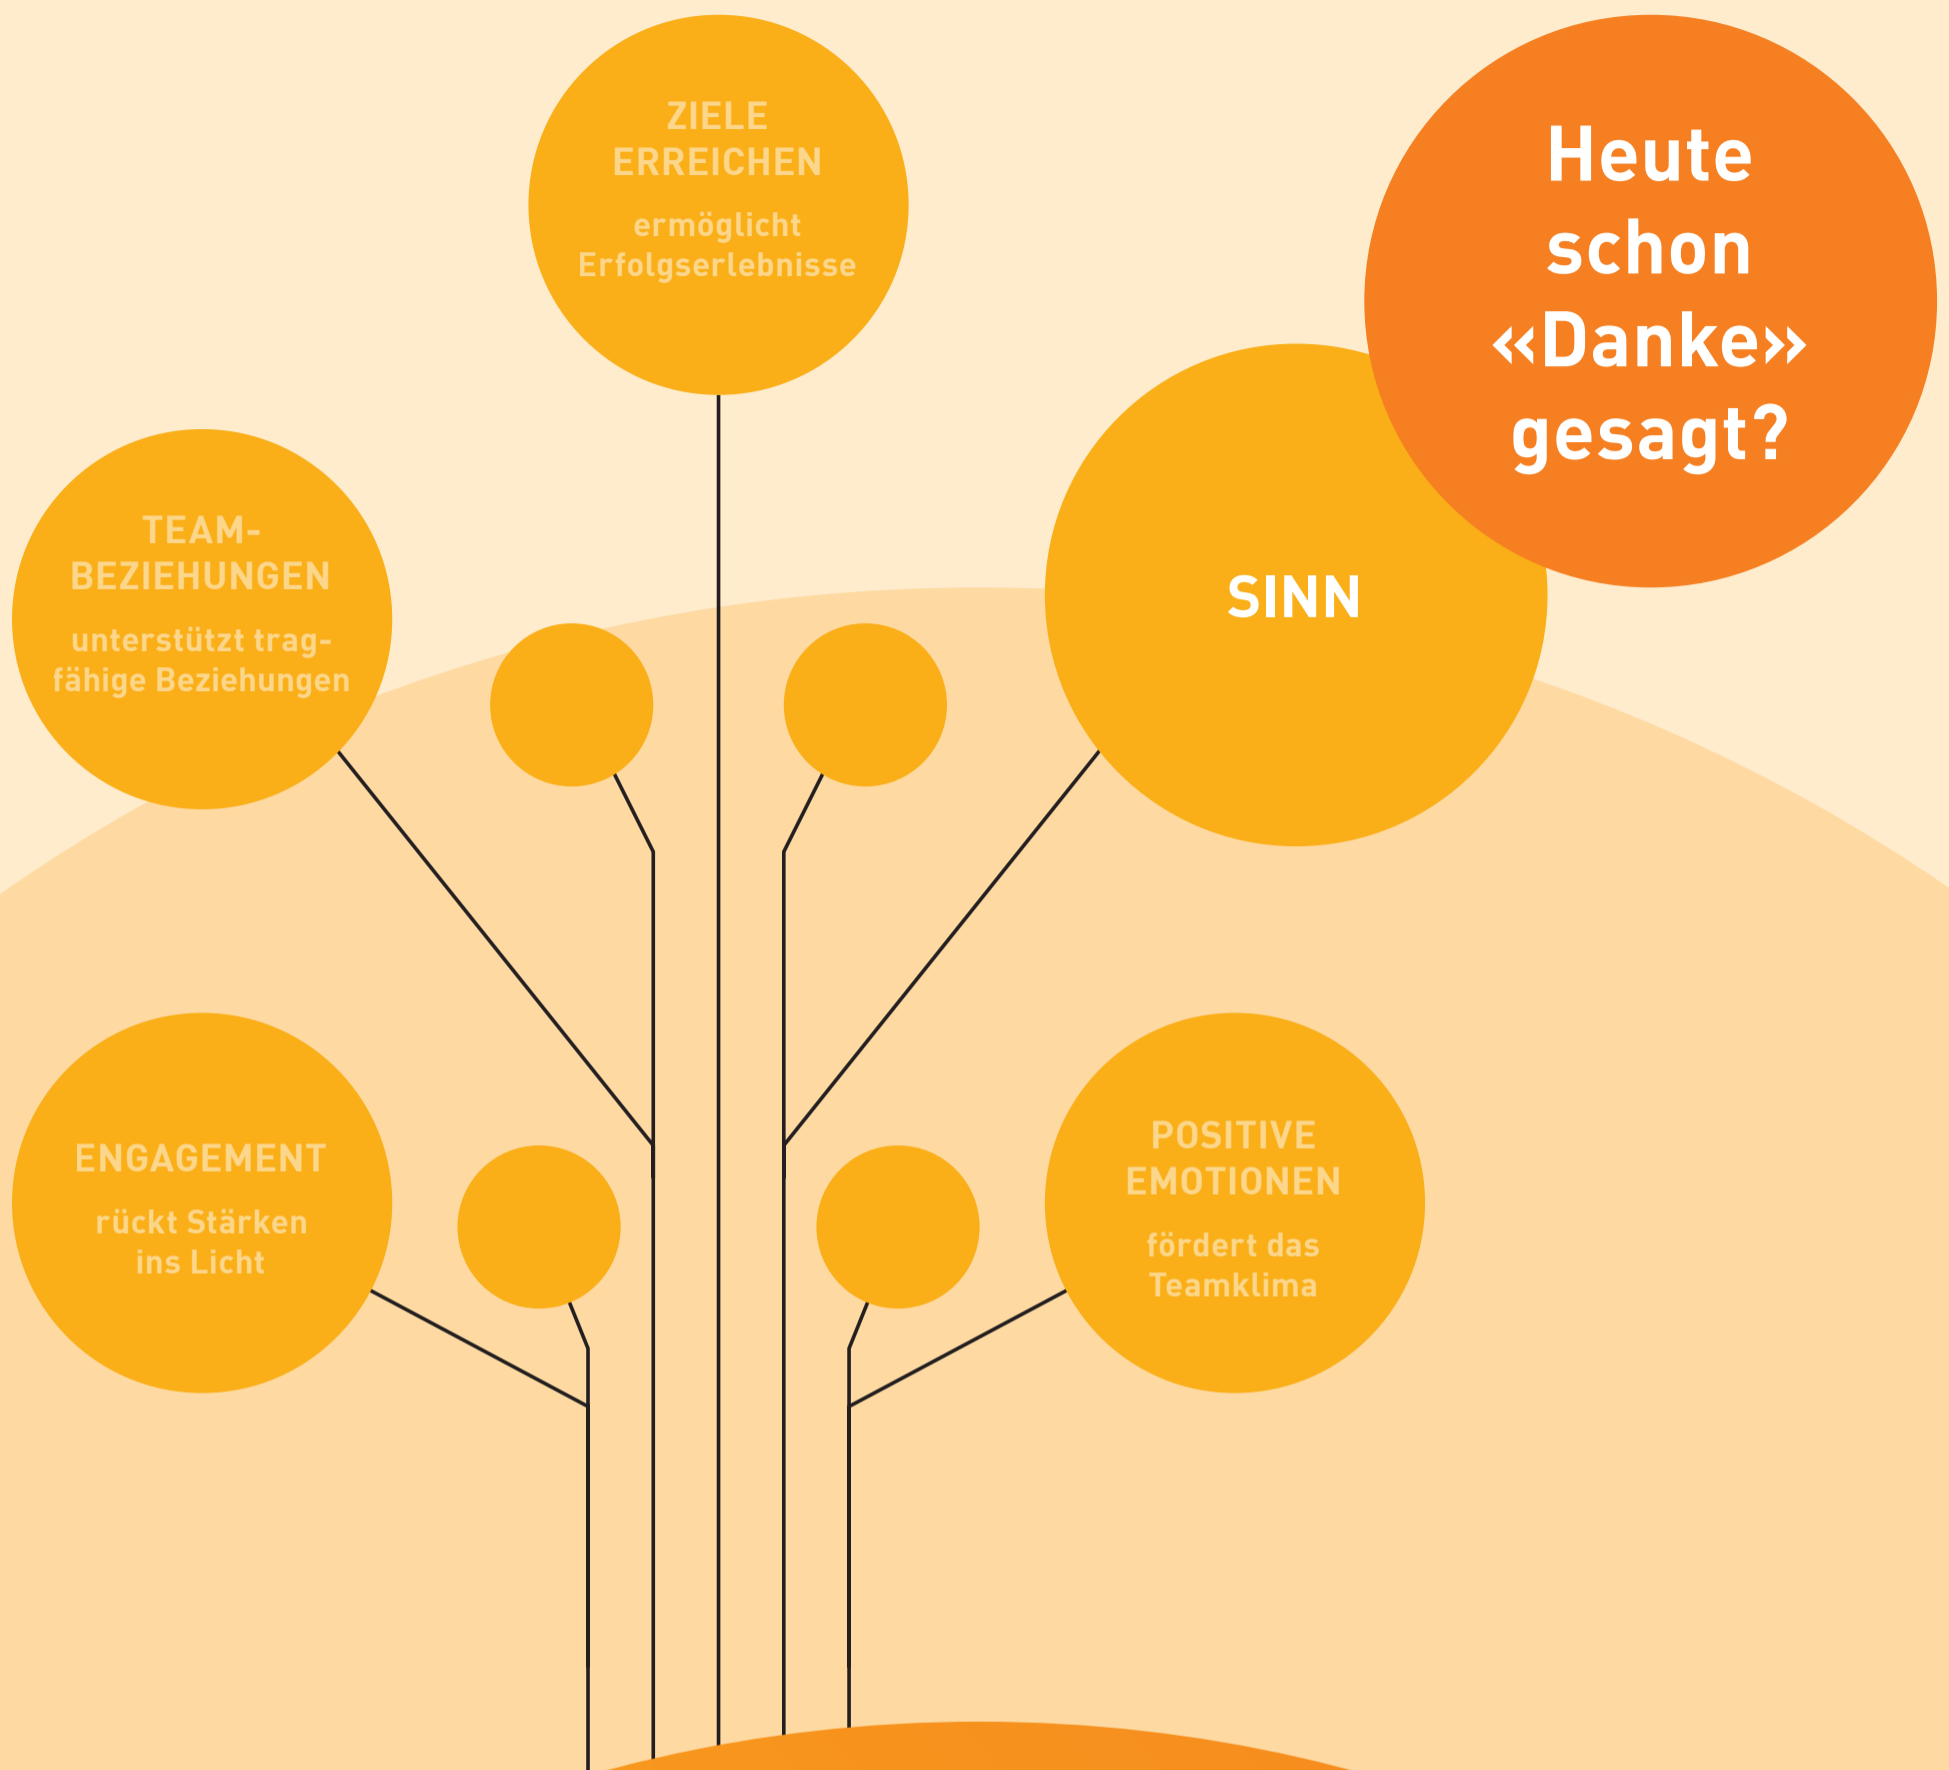 ZIELE
ERREICHEN
ermöglicht
Erfolgserlebnisse
Heute
schon
«Danke»
gesagt?
TEAM-
BEZIEHUNGEN
unterstützt trag-
fähige Beziehungen
SINN
ENGAGEMENT
rückt Stärken
ins Licht
POSITIVE
EMOTIONEN
fördert das
Teamklima